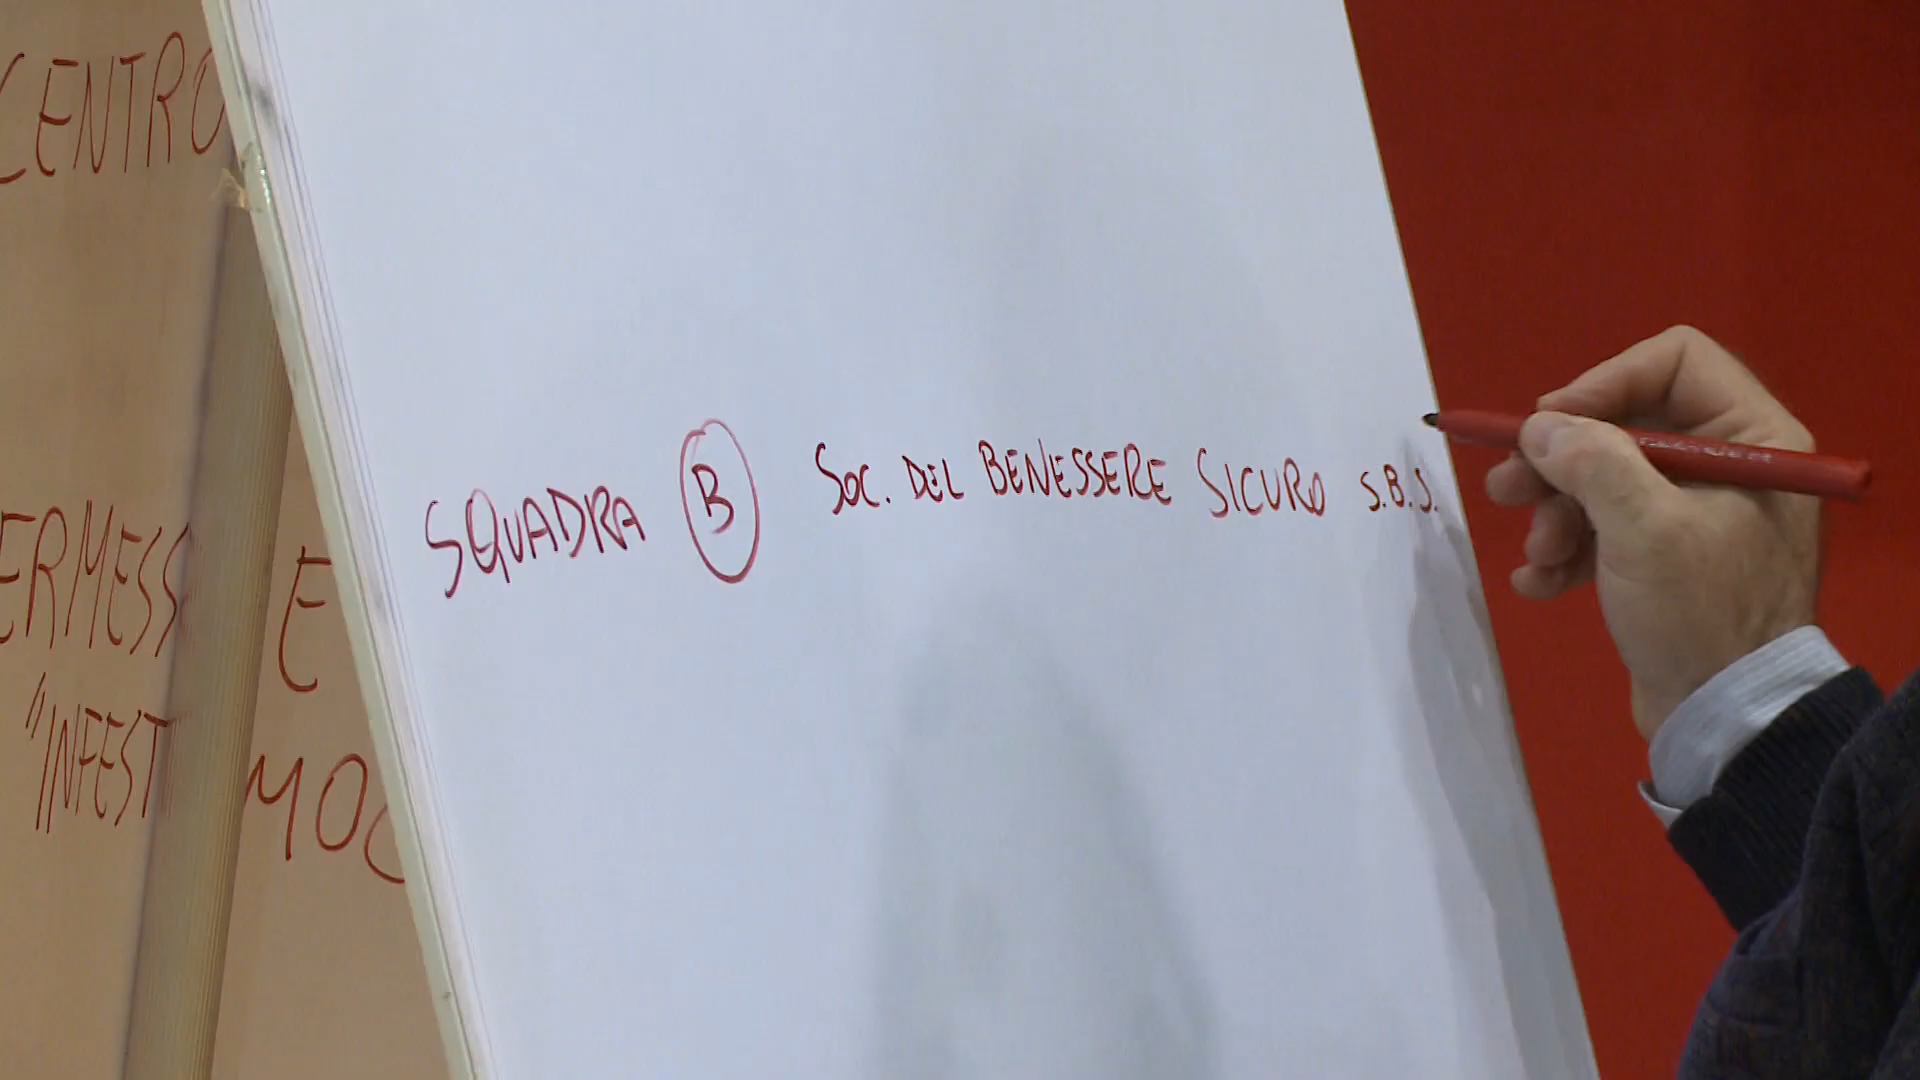 CENTRO
SQUADRA B SOC. DEL BENESSERE SICURO S.B.S.
ERMESS E
"INFEST MOC